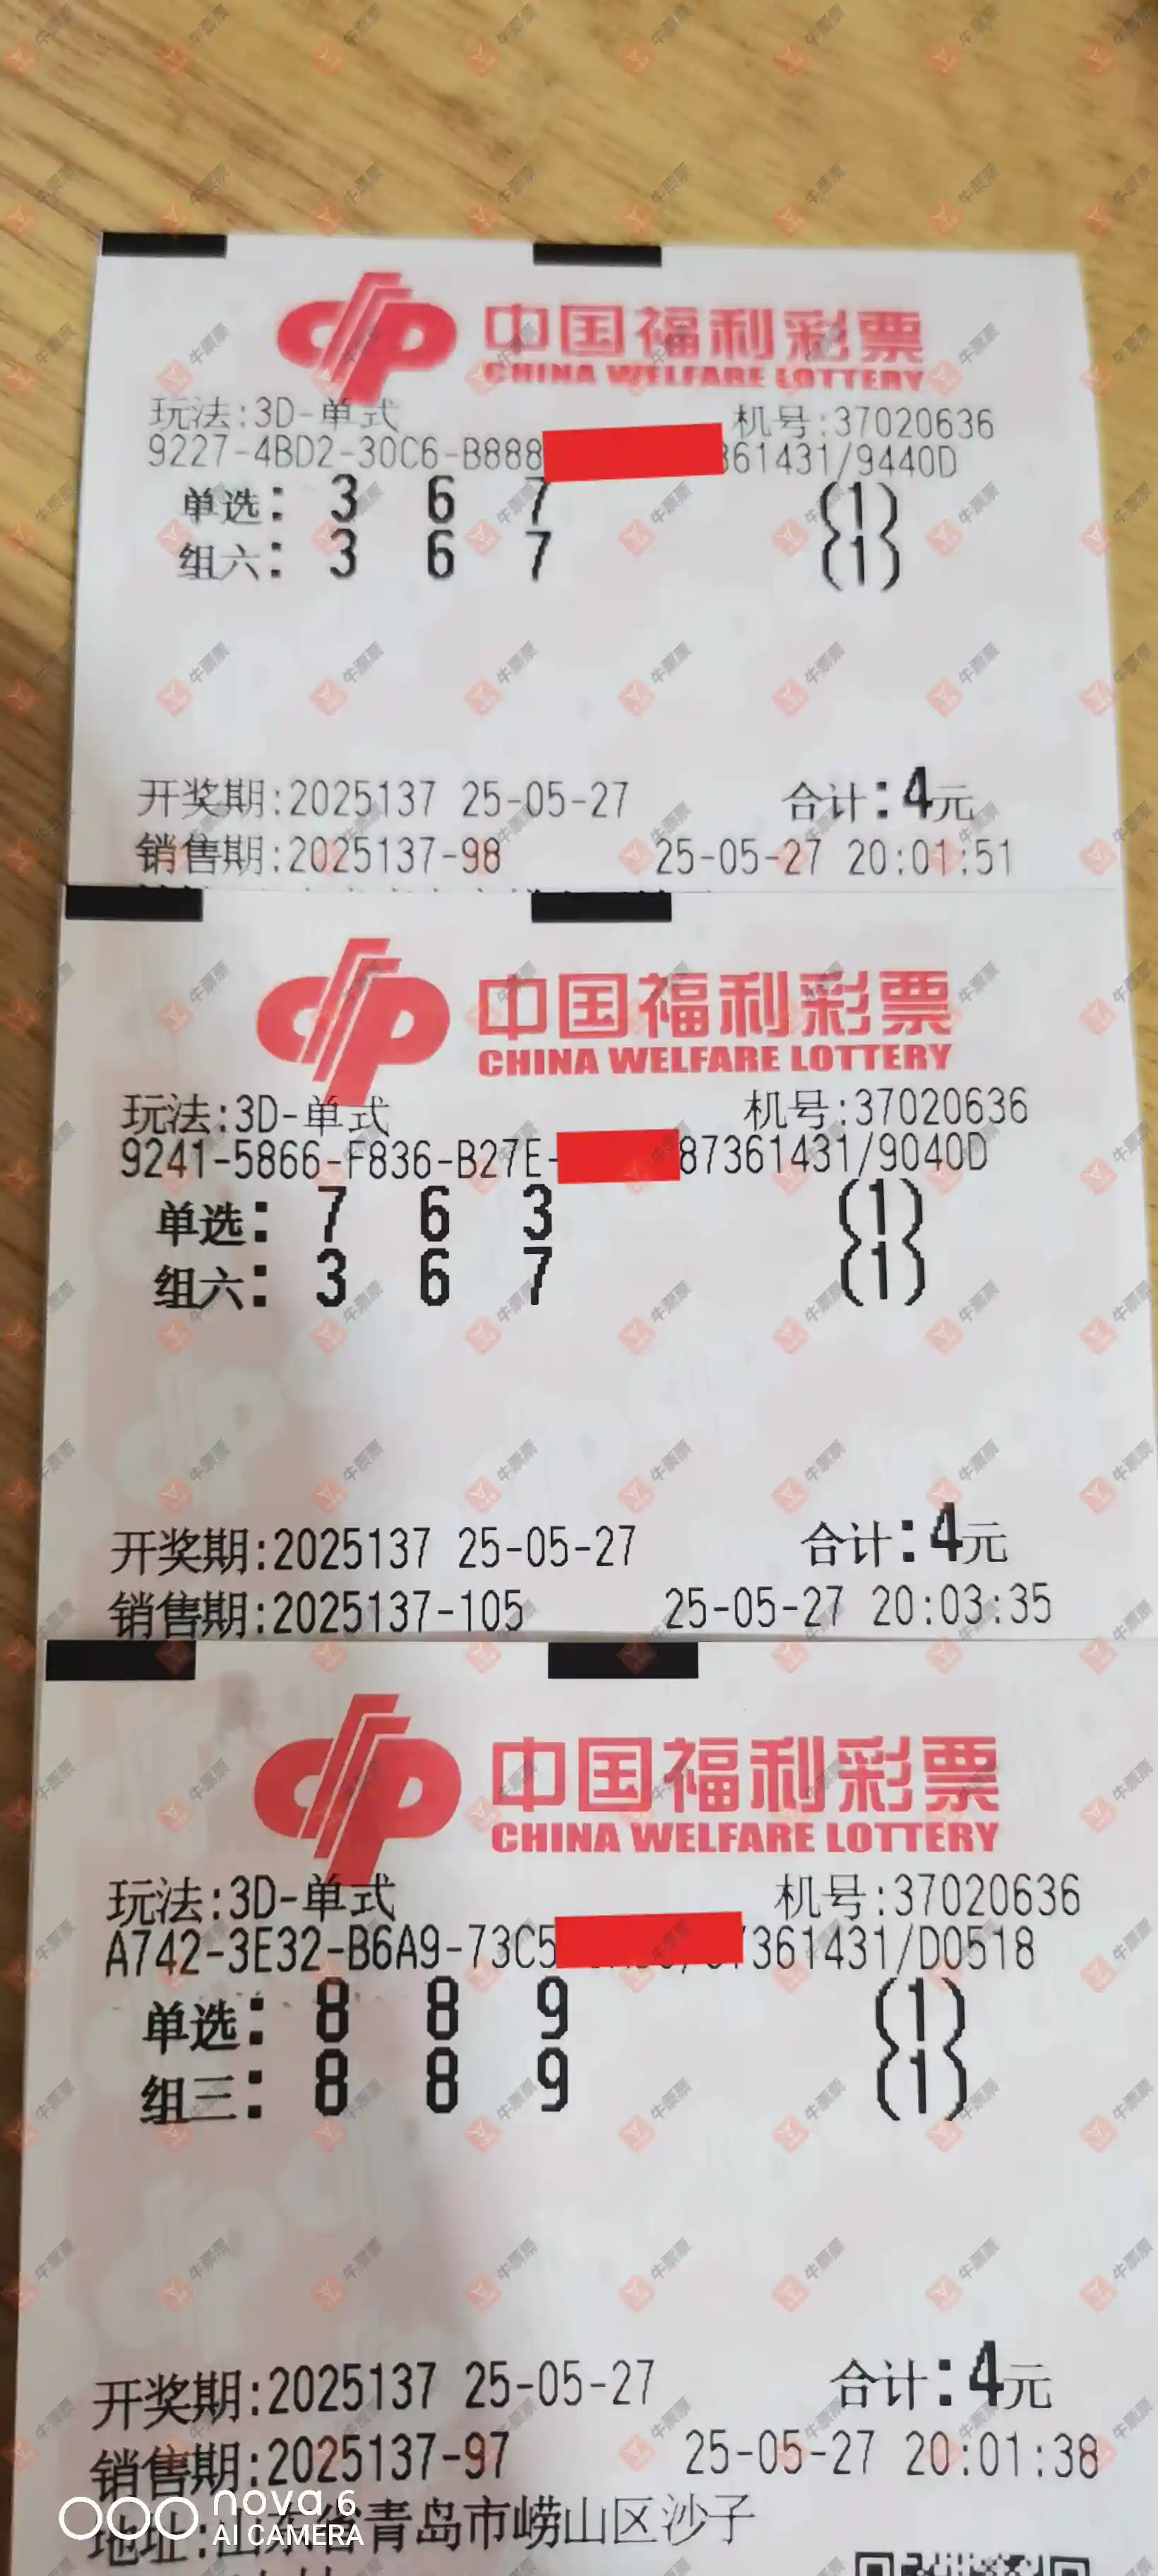 中国福利彩票
CHINA WELFARE LOTTERY
玩法:3D-单式 机号:37020636
9227-4BD2-30C6-B888 361431/9440D
单选: 3 6 7 (1)
组六: 3 6 7 (1)
开奖期:2025137 25-05-27 合计:4元
销售期:2025137-98 25-05-27 20:01:51
中国福利彩票
CHINA WELFARE LOTTERY
玩法:3D-单式 机号:37020636
9241-5866-F836-B27E- 87361431/9040D
单选: 7 6 3 (1)
组六: 3 6 7 (1)
开奖期:2025137 25-05-27 合计:4元
销售期:2025137-105 25-05-27 20:03:35
中国福利彩票
CHINA WELFARE LOTTERY
玩法:3D-单式 机号:37020636
A742-3E32-B6A9-73C5 361431/D0518
单选: 8 8 9 (1)
组三: 8 8 9 (1)
开奖期:2025137 25-05-27 合计:4元
销售期:2025137-97 25-05-27 20:01:38
地址:山东省青岛市崂山区沙子
nova 6
AI CAMERA
牛票票